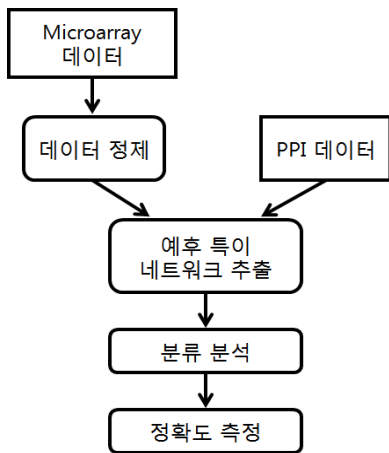 Microarray
데이터
데이터 정제
PPI 데이터
예후 특이
네트워크 추출
분류 분석
정확도 측정